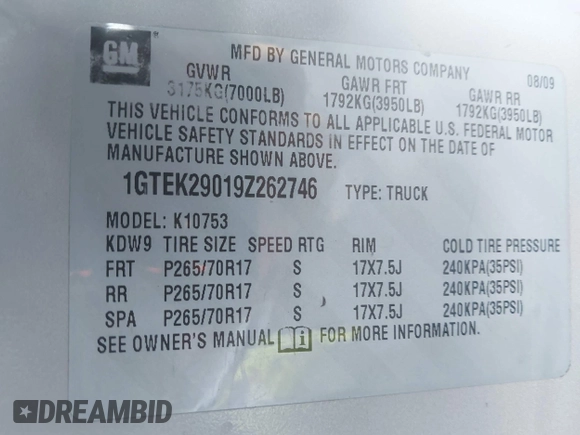 GM
MFD BY GENERAL MOTORS COMPANY
08/09
GVWR GAWR FRT GAWR RR
3175KG(7000LB) 1792KG(3950LB) 1792KG(3950LB)
THIS VEHICLE CONFORMS TO ALL APPLICABLE U.S. FEDERAL MOTOR
VEHICLE SAFETY STANDARDS IN EFFECT ON THE DATE OF
MANUFACTURE SHOWN ABOVE.
1GTEK29019Z262746 TYPE: TRUCK
MODEL: K10753
KDW9 TIRE SIZE SPEED RTG RIM COLD TIRE PRESSURE
FRT P265/70R17 S 17X7.5J 240KPA(35PSI)
RR P265/70R17 S 17X7.5J 240KPA(35PSI)
SPA P265/70R17 S 17X7.5J 240KPA(35PSI)
SEE OWNER'S MANUAL i FOR MORE INFORMATION.
DREAMBID